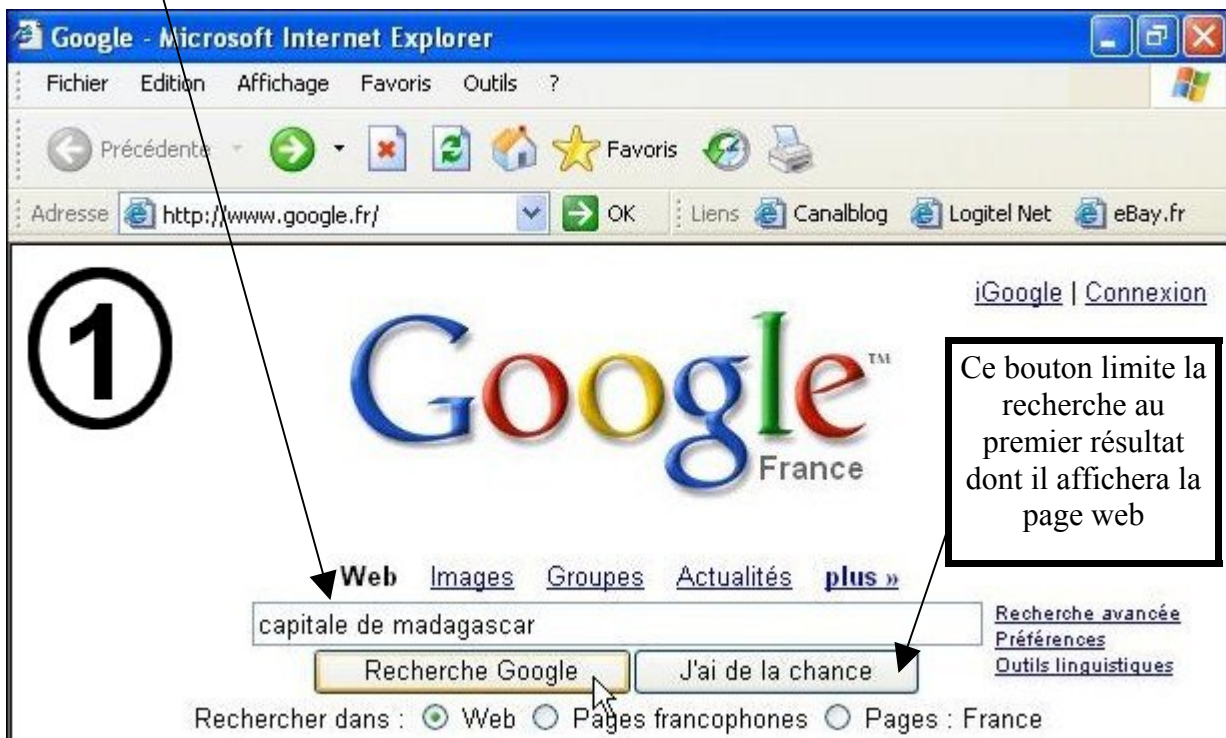 Google - Microsoft Internet Explorer
Fichier Edition Affichage Favoris Outils ?
Précédente Favoris
Adresse http://www.google.fr/ OK Liens Canalblog Logitel Net eBay.fr
1
iGoogle | Connexion
Google™
France
Ce bouton limite la
recherche au
premier résultat
dont il affichera la
page web
Web Images Groupes Actualités plus »
capitale de madagascar
Recherche avancée
Préférences
Outils linguistiques
Recherche Google J'ai de la chance
Rechercher dans : Web Pages francophones Pages : France